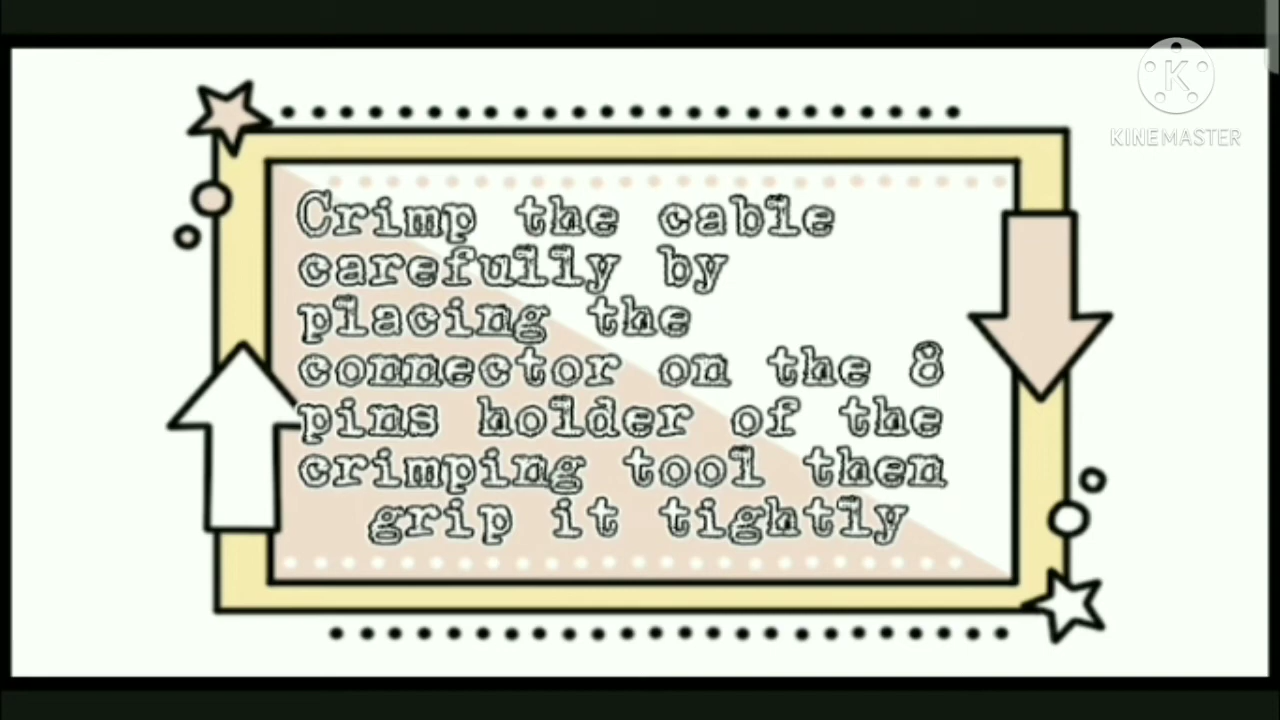 KINEMASTER
Crimp the cable
carefully by
placing the
connector on the 8
pins holder of the
crimping tool then
grip it tightly